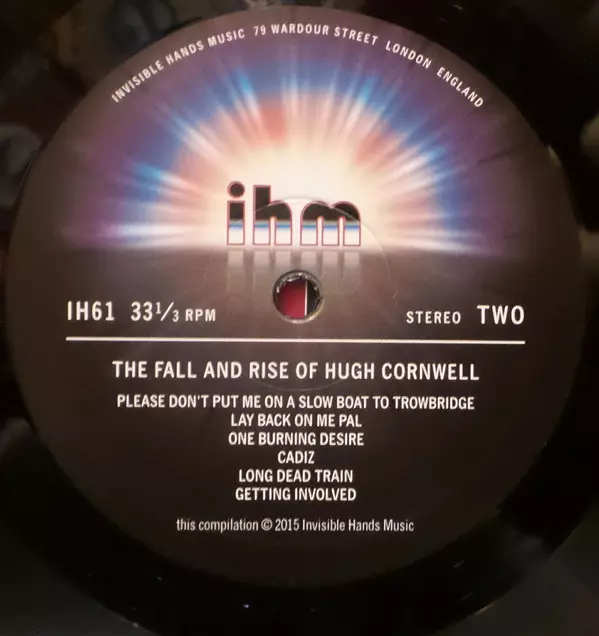 INVISIBLE HANDS MUSIC 79 WARDOUR STREET LONDON ENGLAND
ihm
IH61 33 1/3 RPM
STEREO TWO
THE FALL AND RISE OF HUGH CORNWELL
PLEASE DON'T PUT ME ON A SLOW BOAT TO TROWBRIDGE
LAY BACK ON ME PAL
ONE BURNING DESIRE
CADIZ
LONG DEAD TRAIN
GETTING INVOLVED
this compilation © 2015 Invisible Hands Music